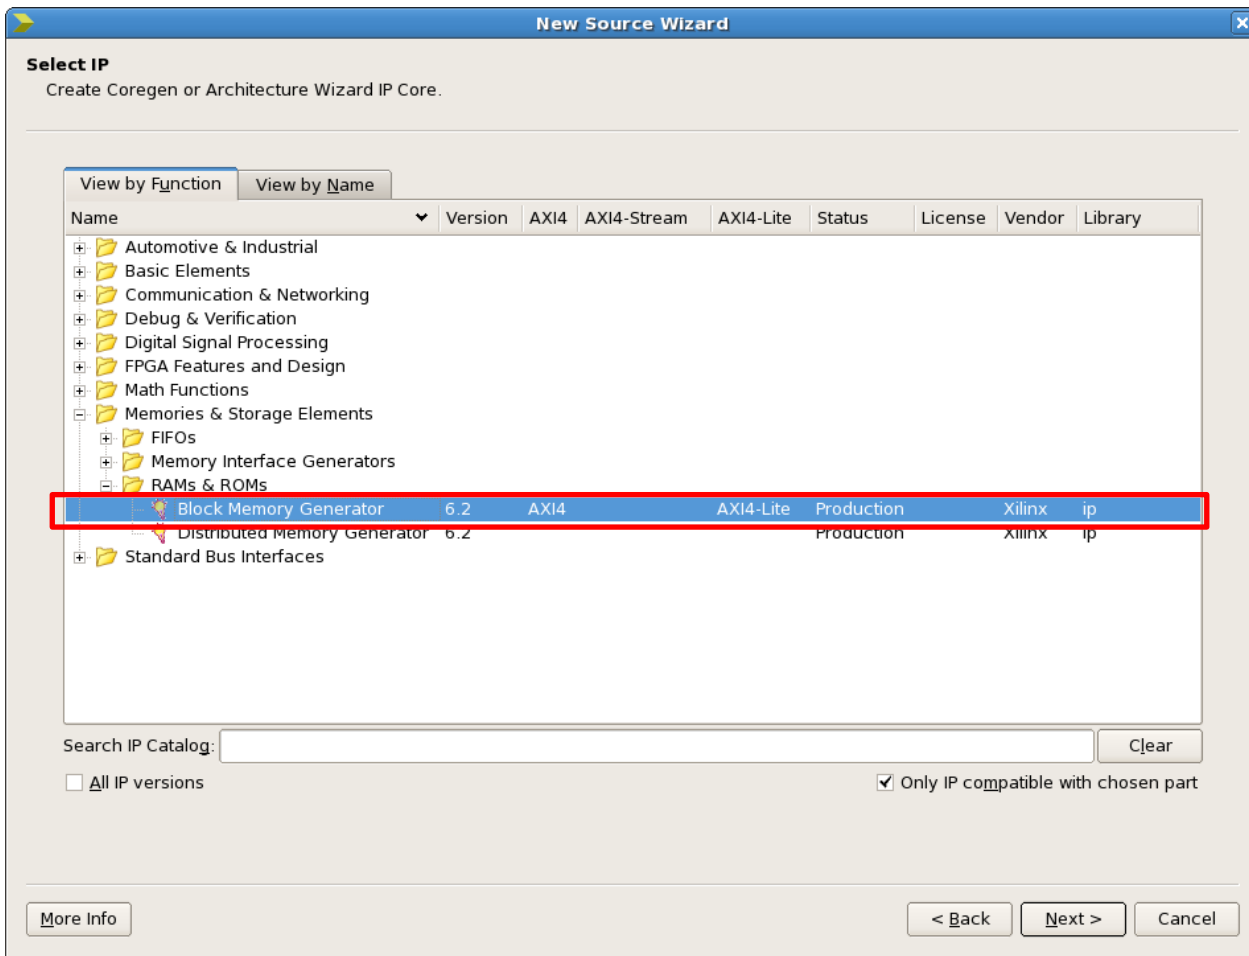 New Source Wizard
Select IP
Create Coregen or Architecture Wizard IP Core.
View by Function View by Name
Name Version AXI4 AXI4-Stream AXI4-Lite Status License Vendor Library
Automotive & Industrial
Basic Elements
Communication & Networking
Debug & Verification
Digital Signal Processing
FPGA Features and Design
Math Functions
Memories & Storage Elements
FIFOs
Memory Interface Generators
RAMs & ROMs
Block Memory Generator 6.2 AXI4 AXI4-Lite Production Xilinx ip
Distributed Memory Generator 6.2 Production Xilinx ip
Standard Bus Interfaces
Search IP Catalog: Clear
All IP versions Only IP compatible with chosen part
More Info < Back Next > Cancel